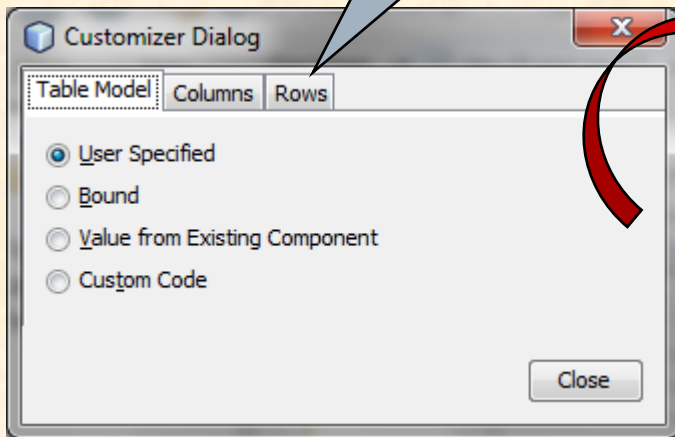 Customizer Dialog
Table Model Columns Rows
User Specified
Bound
Value from Existing Component
Custom Code
Close